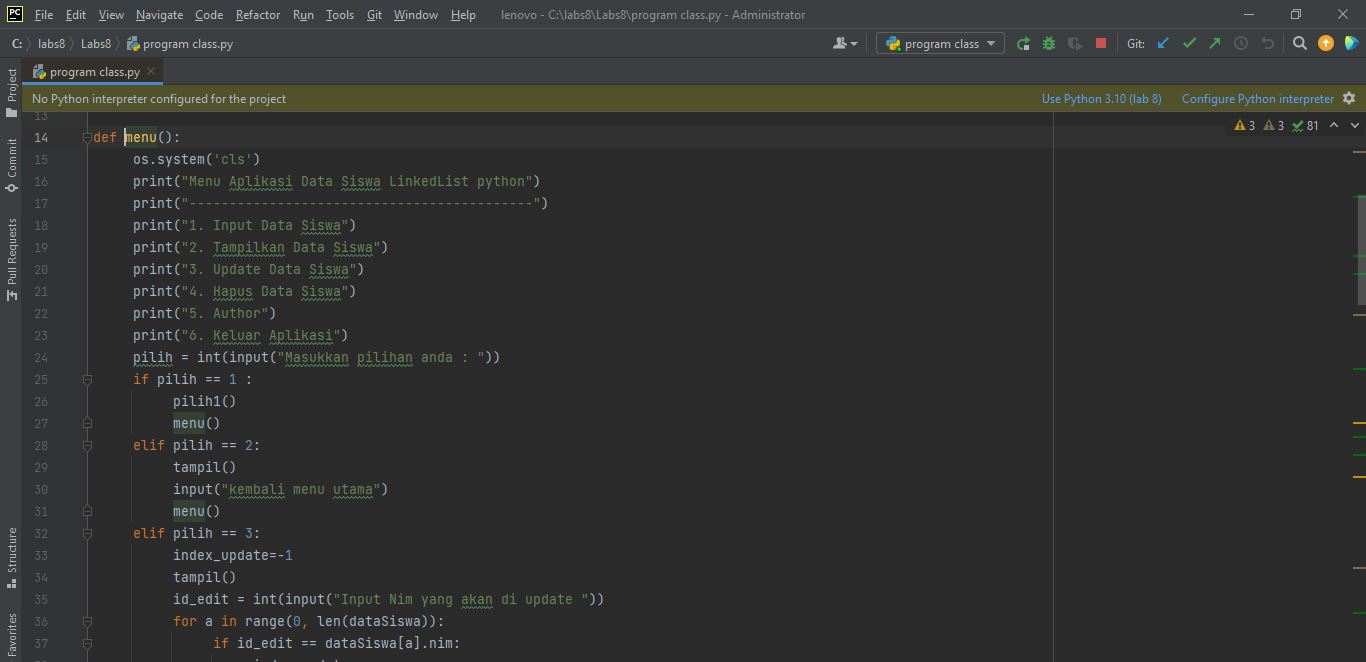 PC File Edit View Navigate Code Refactor Run Tools Git Window Help lenovo - C:\labs8\Labs8\program class.py - Administrator
C: labs8 Labs8 program class.py program class Git:
program class.py
No Python interpreter configured for the project Use Python 3.10 (lab 8) Configure Python interpreter
Project
Commit
Pull Requests
Structure
Favorites
3 3 81
13
14 def menu():
15 os.system('cls')
16 print("Menu Aplikasi Data Siswa LinkedList python")
17 print("-------------------------------------------")
18 print("1. Input Data Siswa")
19 print("2. Tampilkan Data Siswa")
20 print("3. Update Data Siswa")
21 print("4. Hapus Data Siswa")
22 print("5. Author")
23 print("6. Keluar Aplikasi")
24 pilih = int(input("Masukkan pilihan anda : "))
25 if pilih == 1 :
26 pilih1()
27 menu()
28 elif pilih == 2:
29 tampil()
30 input("kembali menu utama")
31 menu()
32 elif pilih == 3:
33 index_update=-1
34 tampil()
35 id_edit = int(input("Input Nim yang akan di update "))
36 for a in range(0, len(dataSiswa)):
37 if id_edit == dataSiswa[a].nim: